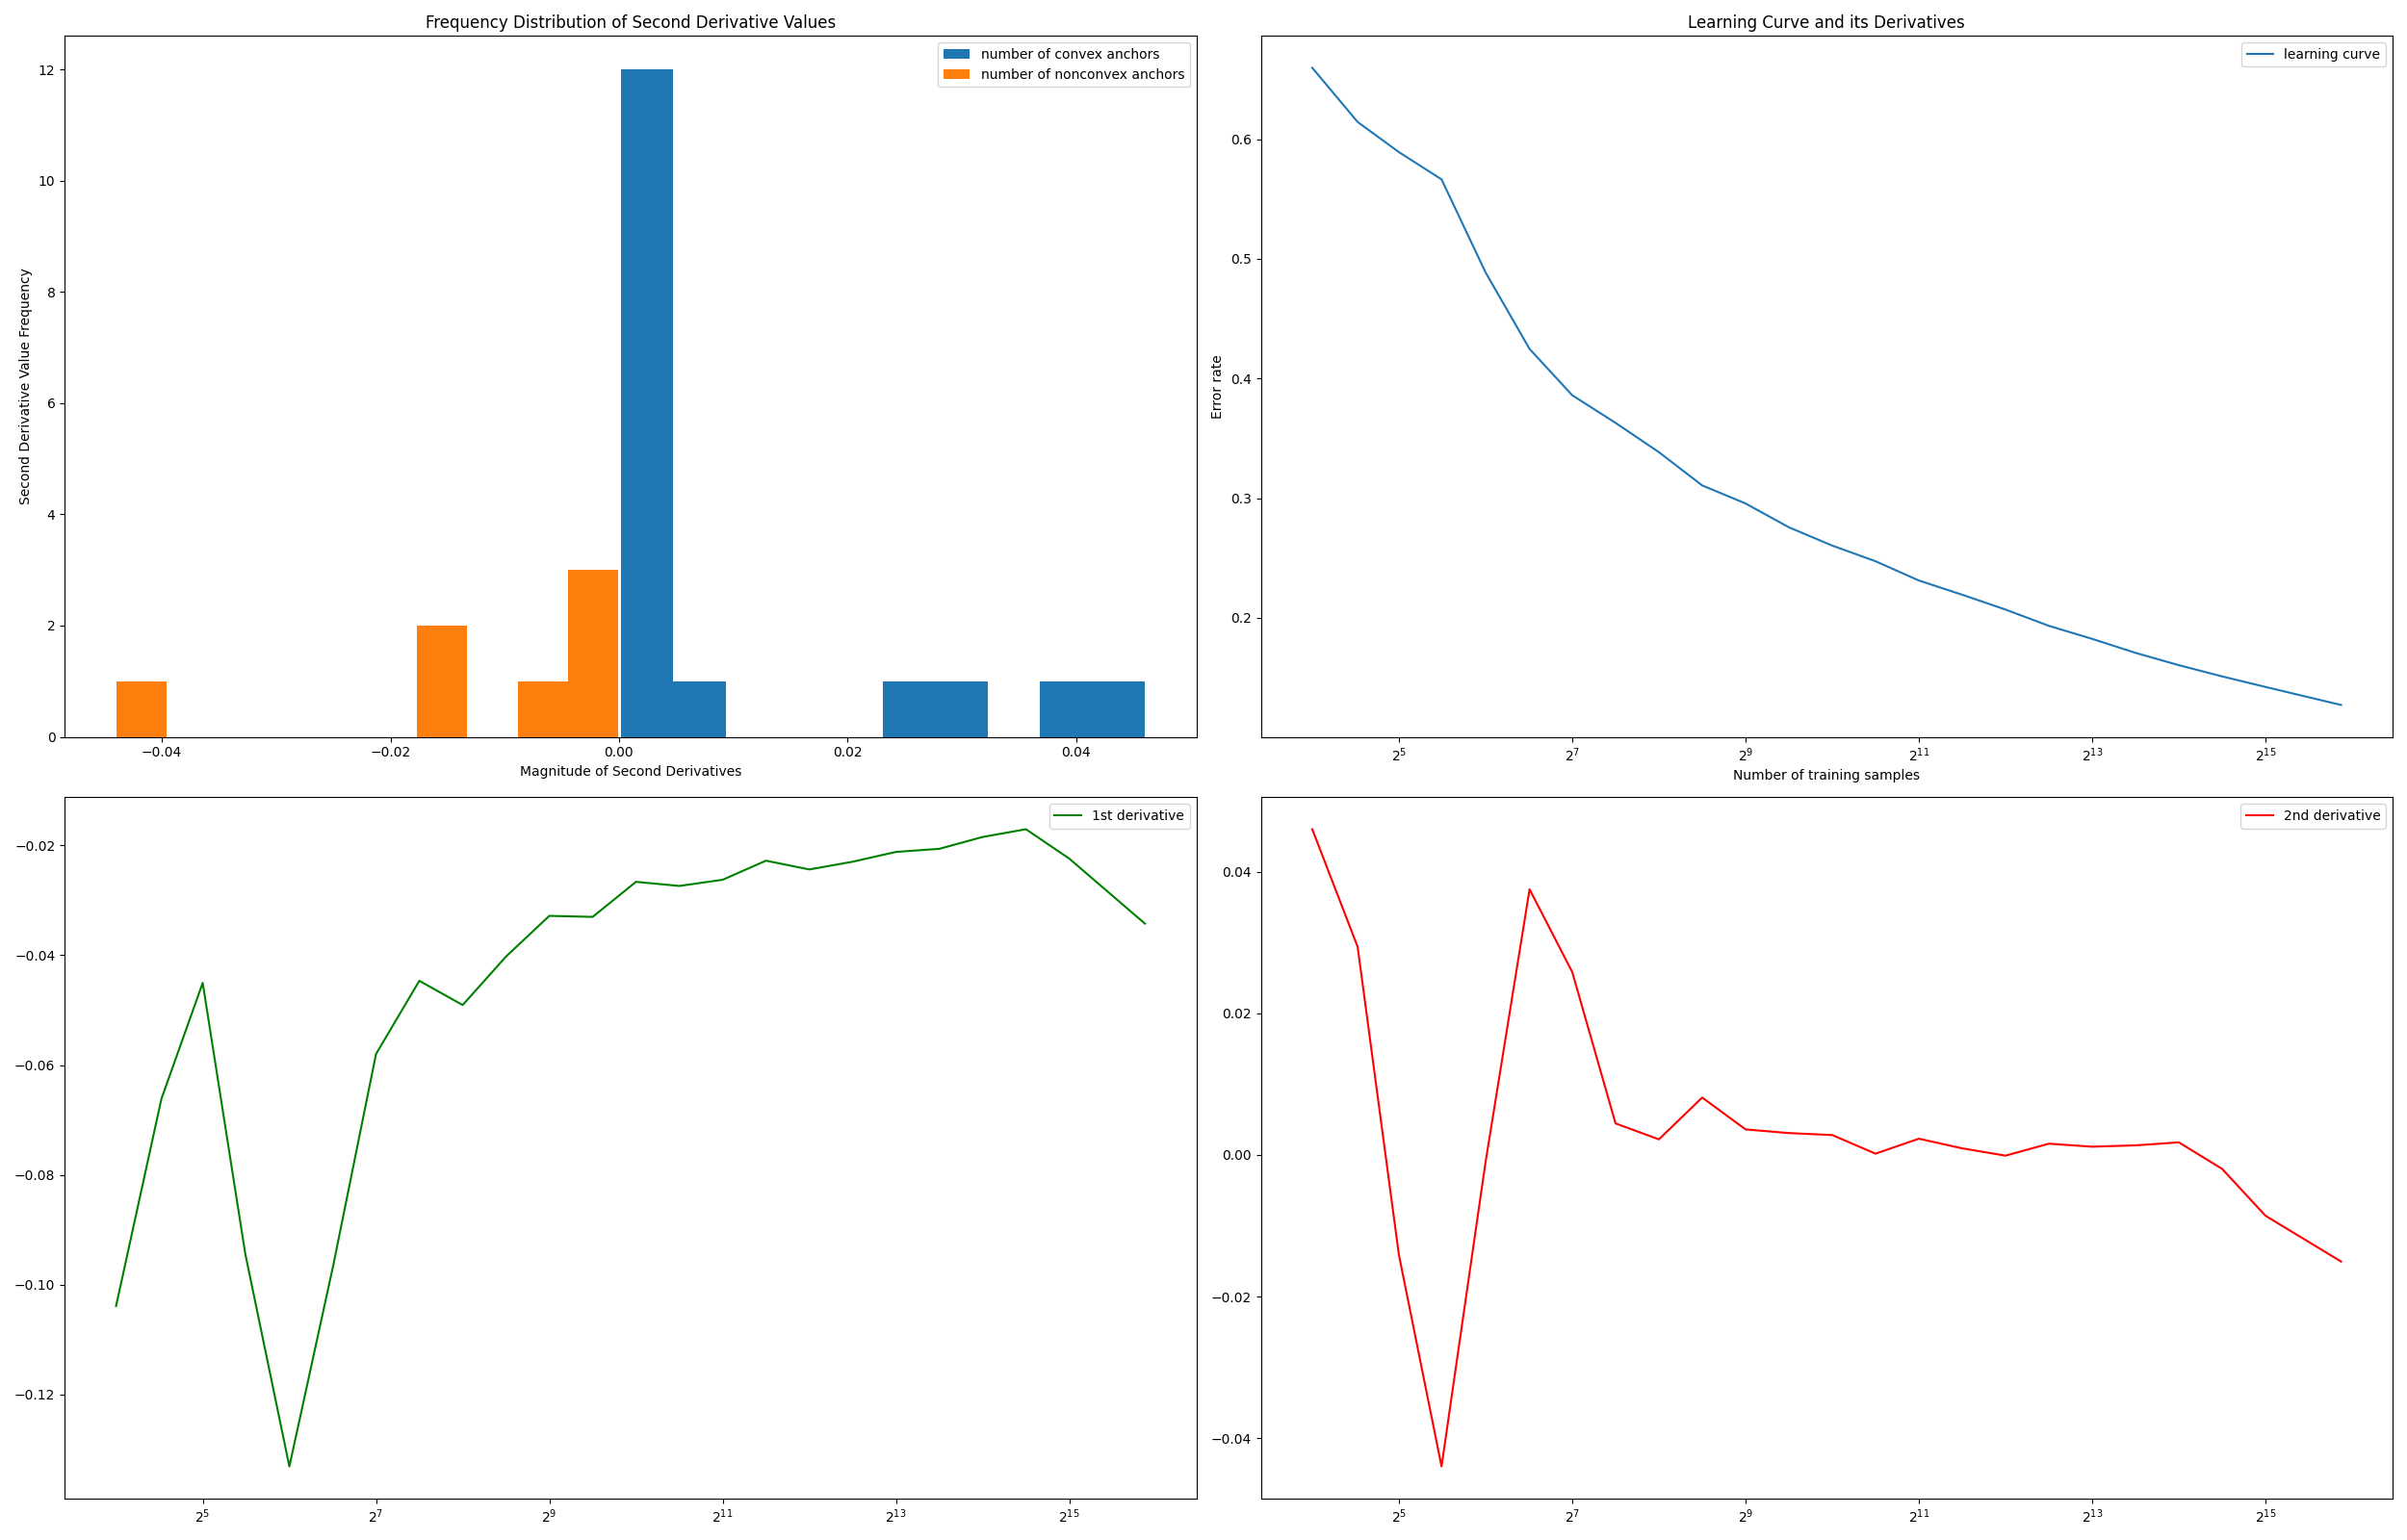 Frequency Distribution of Second Derivative Values
number of convex anchors
number of nonconvex anchors
Second Derivative Value Frequency
12
10
8
6
4
2
0
−0.04 −0.02 0.00 0.02 0.04
Magnitude of Second Derivatives
Learning Curve and its Derivatives
learning curve
Error rate
0.6
0.5
0.4
0.3
0.2
2^5 2^7 2^9 2^11 2^13 2^15
Number of training samples
1st derivative
−0.02
−0.04
−0.06
−0.08
−0.10
−0.12
2^5 2^7 2^9 2^11 2^13 2^15
2nd derivative
0.04
0.02
0.00
−0.02
−0.04
2^5 2^7 2^9 2^11 2^13 2^15